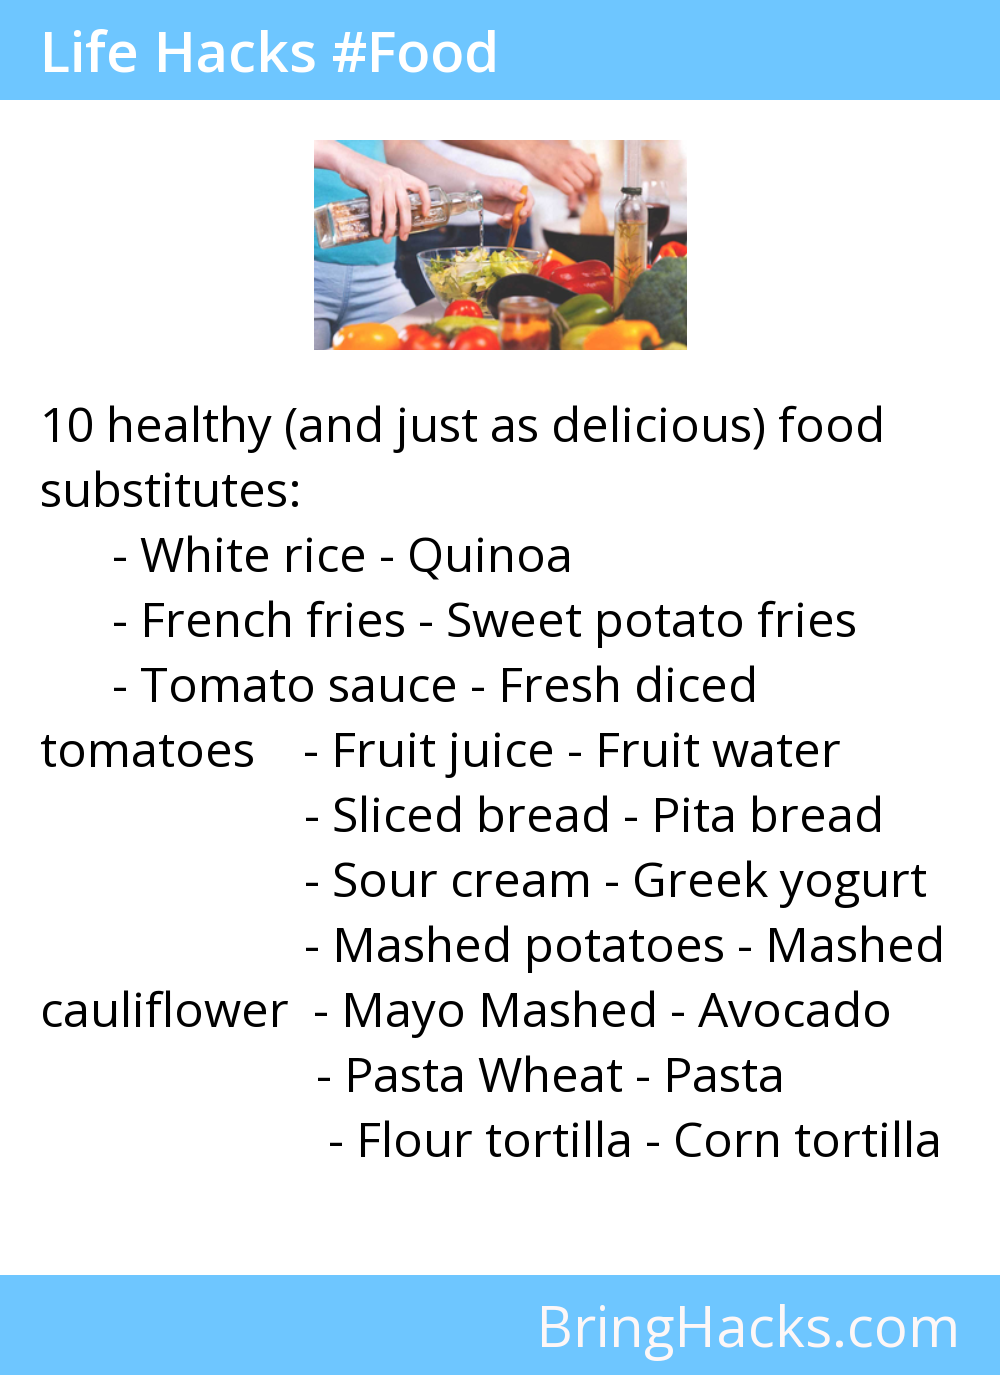 Life Hacks #Food
10 healthy (and just as delicious) food
substitutes:
- White rice - Quinoa
- French fries - Sweet potato fries
- Tomato sauce - Fresh diced
tomatoes - Fruit juice - Fruit water
- Sliced bread - Pita bread
- Sour cream - Greek yogurt
- Mashed potatoes - Mashed
cauliflower - Mayo Mashed - Avocado
- Pasta Wheat - Pasta
- Flour tortilla - Corn tortilla
BringHacks.com